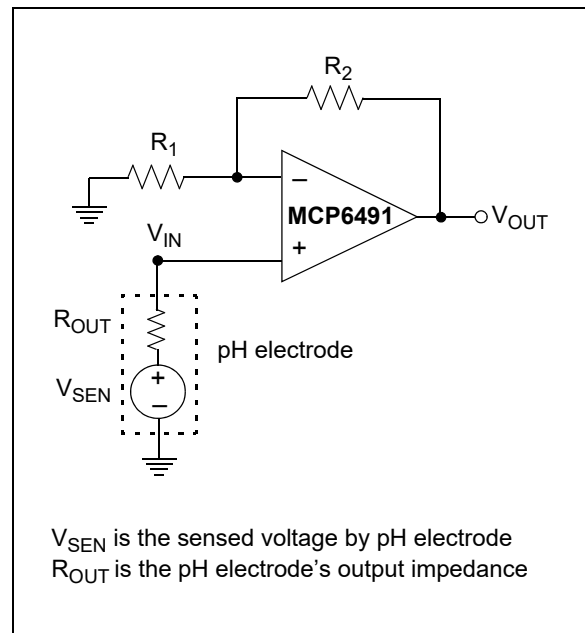 R2
R1
–
MCP6491
VOUT
VIN
+
ROUT
pH electrode
+
VSEN
–
VSEN is the sensed voltage by pH electrode
ROUT is the pH electrode's output impedance